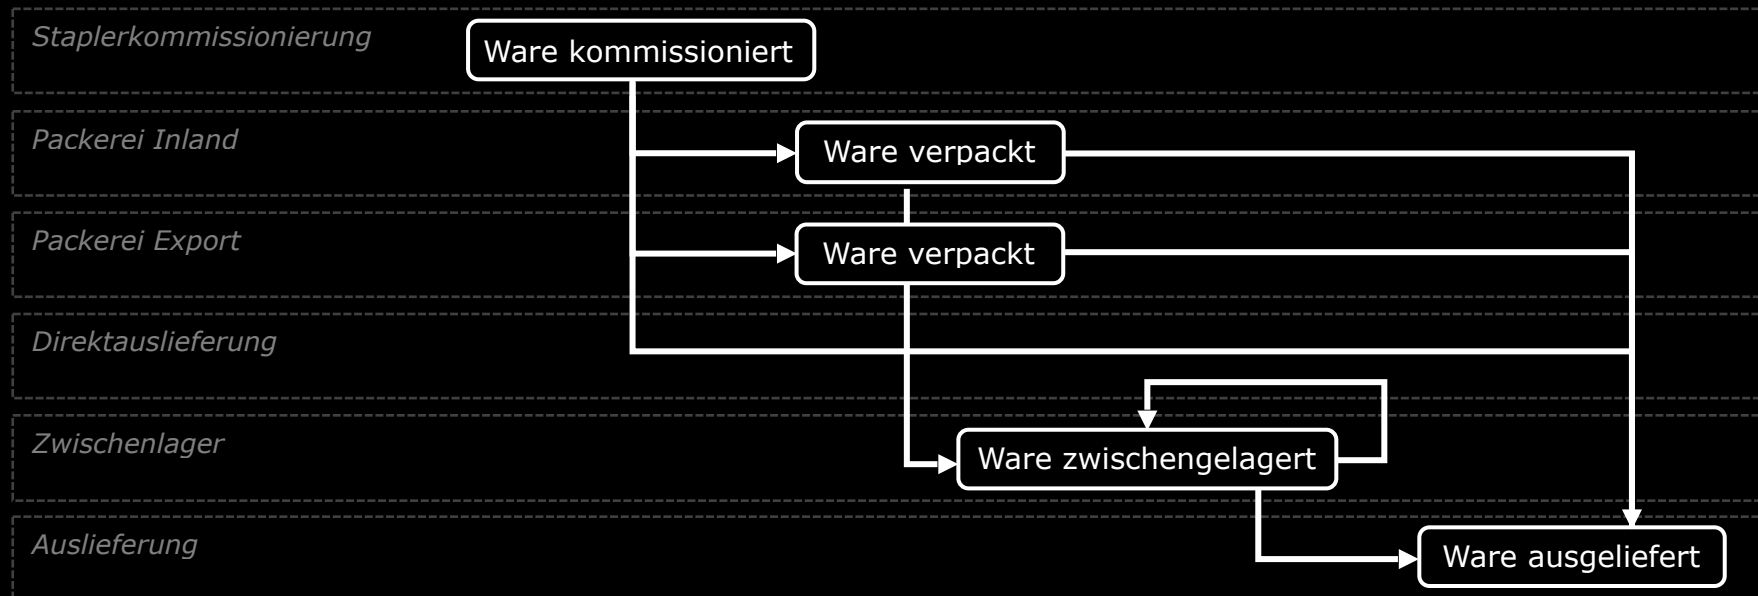 Staplerkommissionierung
Ware kommissioniert
Packerei Inland
Ware verpackt
Packerei Export
Ware verpackt
Direktauslieferung
Zwischenlager
Ware zwischengelagert
Auslieferung
Ware ausgeliefert